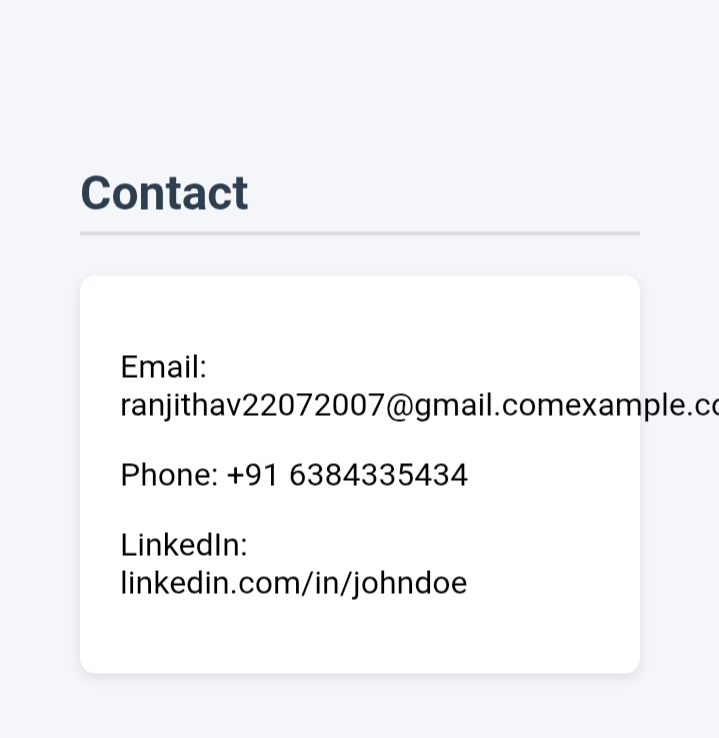 Contact
Email:
ranjithav22072007@gmail.comexample.co
Phone: +91 6384335434
LinkedIn:
linkedin.com/in/johndoe